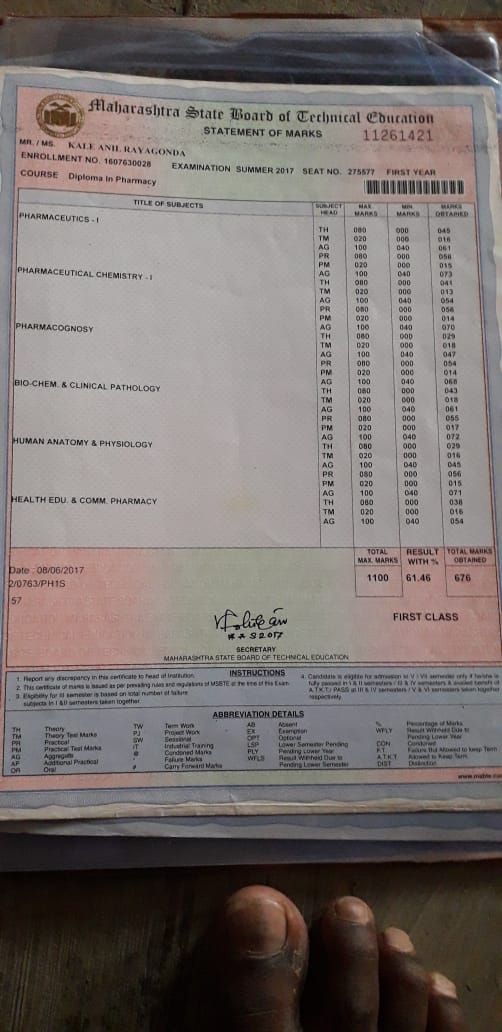 Maharashtra State Board of Technical Education
STATEMENT OF MARKS
11261421
MR. / MS. KALE ANIL RAYAGONDA
ENROLLMENT NO. 1607630028 EXAMINATION SUMMER 2017 SEAT NO. 275577 FIRST YEAR
COURSE Diploma In Pharmacy
TITLE OF SUBJECTS SUBJECT HEAD MAX. MARKS MIN. MARKS MARKS OBTAINED
PHARMACEUTICS - I
TH 080 000 045
TM 020 000 016
AG 100 040 061
PR 080 000 058
PM 020 000 015
AG 100 040 073
PHARMACEUTICAL CHEMISTRY - I
TH 080 000 041
TM 020 000 013
AG 100 040 054
PR 080 000 056
PM 020 000 014
AG 100 040 070
PHARMACOGNOSY
TH 080 000 029
TM 020 000 018
AG 100 040 047
PR 080 000 054
PM 020 000 014
AG 100 040 068
BIO-CHEM. & CLINICAL PATHOLOGY
TH 080 000 043
TM 020 000 018
AG 100 040 061
PR 080 000 055
PM 020 000 017
AG 100 040 072
HUMAN ANATOMY & PHYSIOLOGY
TH 080 000 029
TM 020 000 016
AG 100 040 045
PR 080 000 056
PM 020 000 015
AG 100 040 071
HEALTH EDU. & COMM. PHARMACY
TH 080 000 038
TM 020 000 016
AG 100 040 054
TOTAL MAX. MARKS RESULT WITH % TOTAL MARKS OBTAINED
1100 61.46 676
Date : 08/06/2017
2/0763/PH1S
57
FIRST CLASS
SECRETARY
MAHARASHTRA STATE BOARD OF TECHNICAL EDUCATION
INSTRUCTIONS
1. Report any discrepancy in this certificate to head of Institution.
2. This certificate of marks is issued as per prevailing rules and regulations of MSBTE at the time of this Exam
3. Eligibility for III semester is based on total number of failure
subjects in I &II semesters taken together.
4. Candidate is eligible for admission to V / VII semester only if he/she is
fully passed in I & II semesters / III & IV semesters & availed benefit of
A.T.K.T./ PASS at III & IV semesters / V & VI semesters taken together
respectively.
ABBREVIATION DETAILS
TH Theory
TM Theory Test Marks
PR Practical
PM Practical Test Marks
AG Aggregate
AP Additional Practical
OR Oral
TW Term Work
PJ Project Work
SW Sessional
IT Industrial Training
@ Condoned Marks
* Failure Marks
# Carry Forward Marks
AB Absent
EX Exemption
OPT Optional
LSP Lower Semester Pending
PLY Pending Lower Year
WFLS Result Withheld Due to
Pending Lower Semester
% Percentage of Marks
WFLY Result Withheld Due to
Pending Lower Year
CON Condoned
F.T. Failure But Allowed to keep Term
A.T.K.T Allowed to Keep Term
DIST Distinction